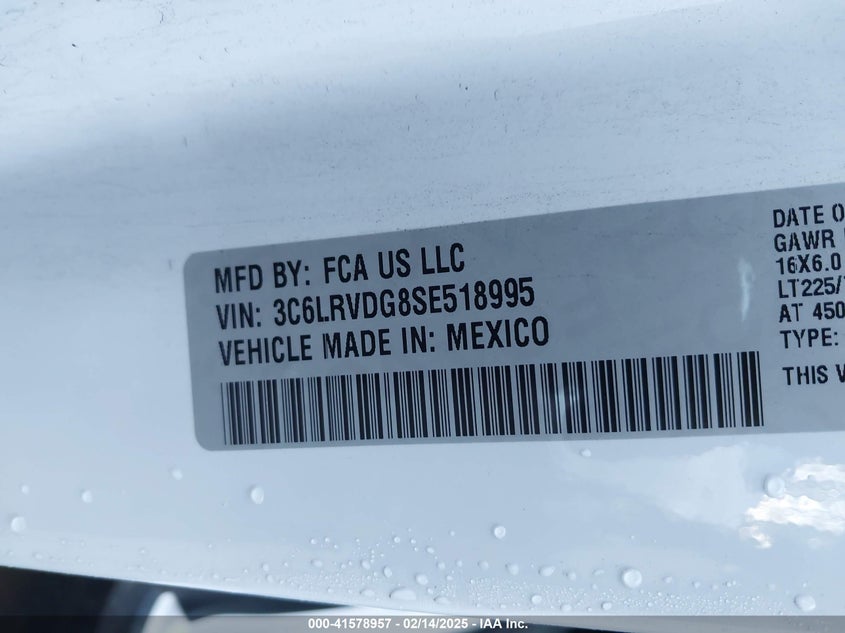 MFD BY: FCA US LLC
VIN: 3C6LRVDG8SE518995
VEHICLE MADE IN: MEXICO
DATE O
GAWR
16X6.0
LT225/
AT 450
TYPE:
THIS V
000-41578957 - 02/14/2025 - IAA Inc.